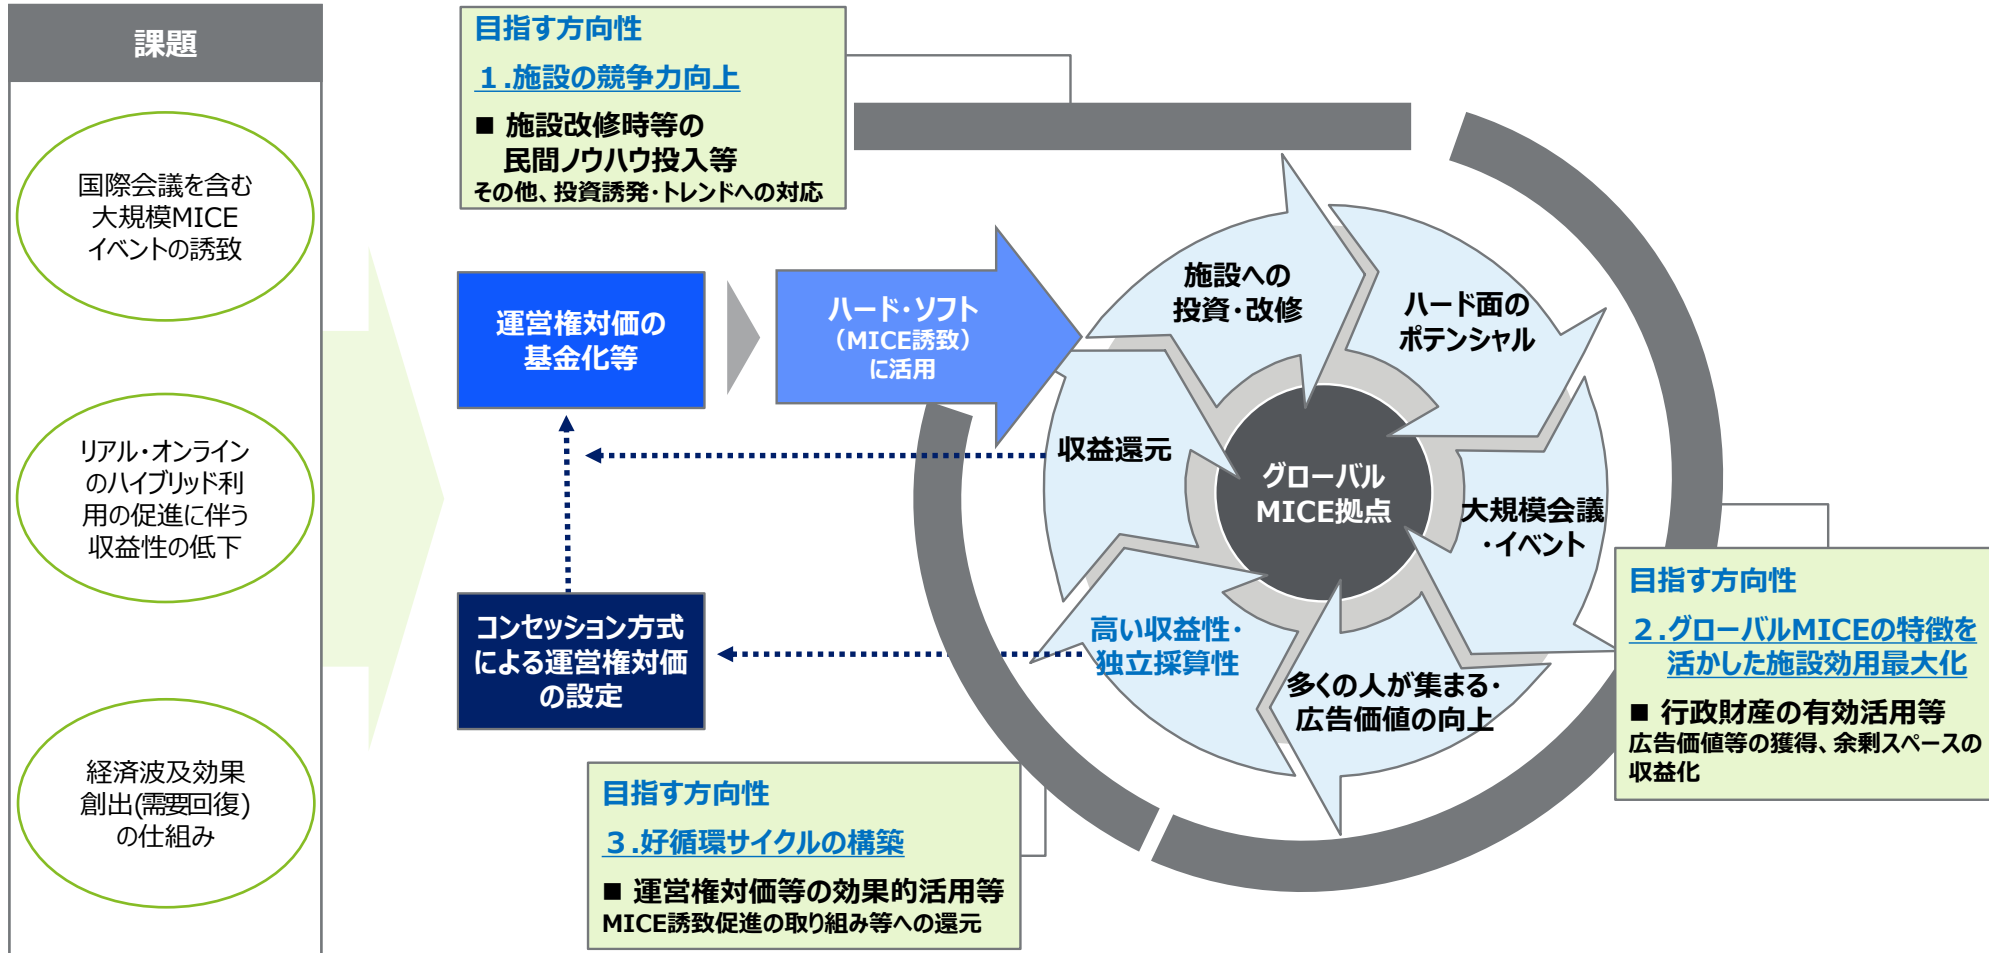 課題
国際会議を含む
大規模MICE
イベントの誘致
リアル・オンライン
のハイブリッド利
用の促進に伴う
収益性の低下
経済波及効果
創出(需要回復)
の仕組み
目指す方向性
１.施設の競争力向上
■ 施設改修時等の
民間ノウハウ投入等
その他、投資誘発・トレンドへの対応
運営権対価の
基金化等
ハード・ソフト
（MICE誘致）
に活用
コンセッション方式
による運営権対価
の設定
施設への
投資・改修
ハード面の
ポテンシャル
大規模会議
・イベント
多くの人が集まる・
広告価値の向上
高い収益性・
独立採算性
収益還元
グローバル
MICE拠点
目指す方向性
２.グローバルMICEの特徴を
活かした施設効用最大化
■ 行政財産の有効活用等
広告価値等の獲得、余剰スペースの
収益化
目指す方向性
３.好循環サイクルの構築
■ 運営権対価等の効果的活用等
MICE誘致促進の取り組み等への還元